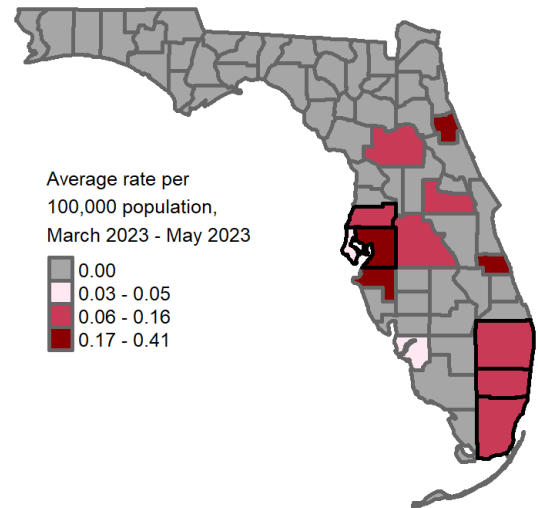 Average rate per
100,000 population,
March 2023 - May 2023
0.00
0.03 - 0.05
0.06 - 0.16
0.17 - 0.41